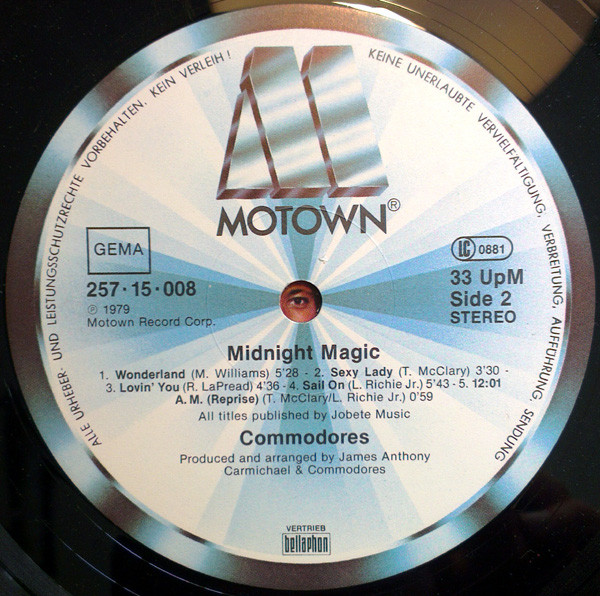 ALLE URHEBER- UND LEISTUNGSSCHUTZRECHTE VORBEHALTEN. KEIN VERLEIH! KEINE UNERLAUBTE VERVIELFÄLTIGUNG, VERBREITUNG, AUFFÜHRUNG, SENDUNG
MOTOWN®
GEMA
LC 0881
257·15·008
℗ 1979
Motown Record Corp.
33 UpM
Side 2
STEREO
Midnight Magic
1. Wonderland (M. Williams) 5'28 - 2. Sexy Lady (T. McClary) 3'30 -
3. Lovin' You (R. LaPread) 4'36 - 4. Sail On (L. Richie Jr.) 5'43 - 5. 12:01
A. M. (Reprise) (T. McClary/L. Richie Jr.) 0'59
All titles published by Jobete Music
Commodores
Produced and arranged by James Anthony
Carmichael & Commodores
VERTRIEB
bellaphon